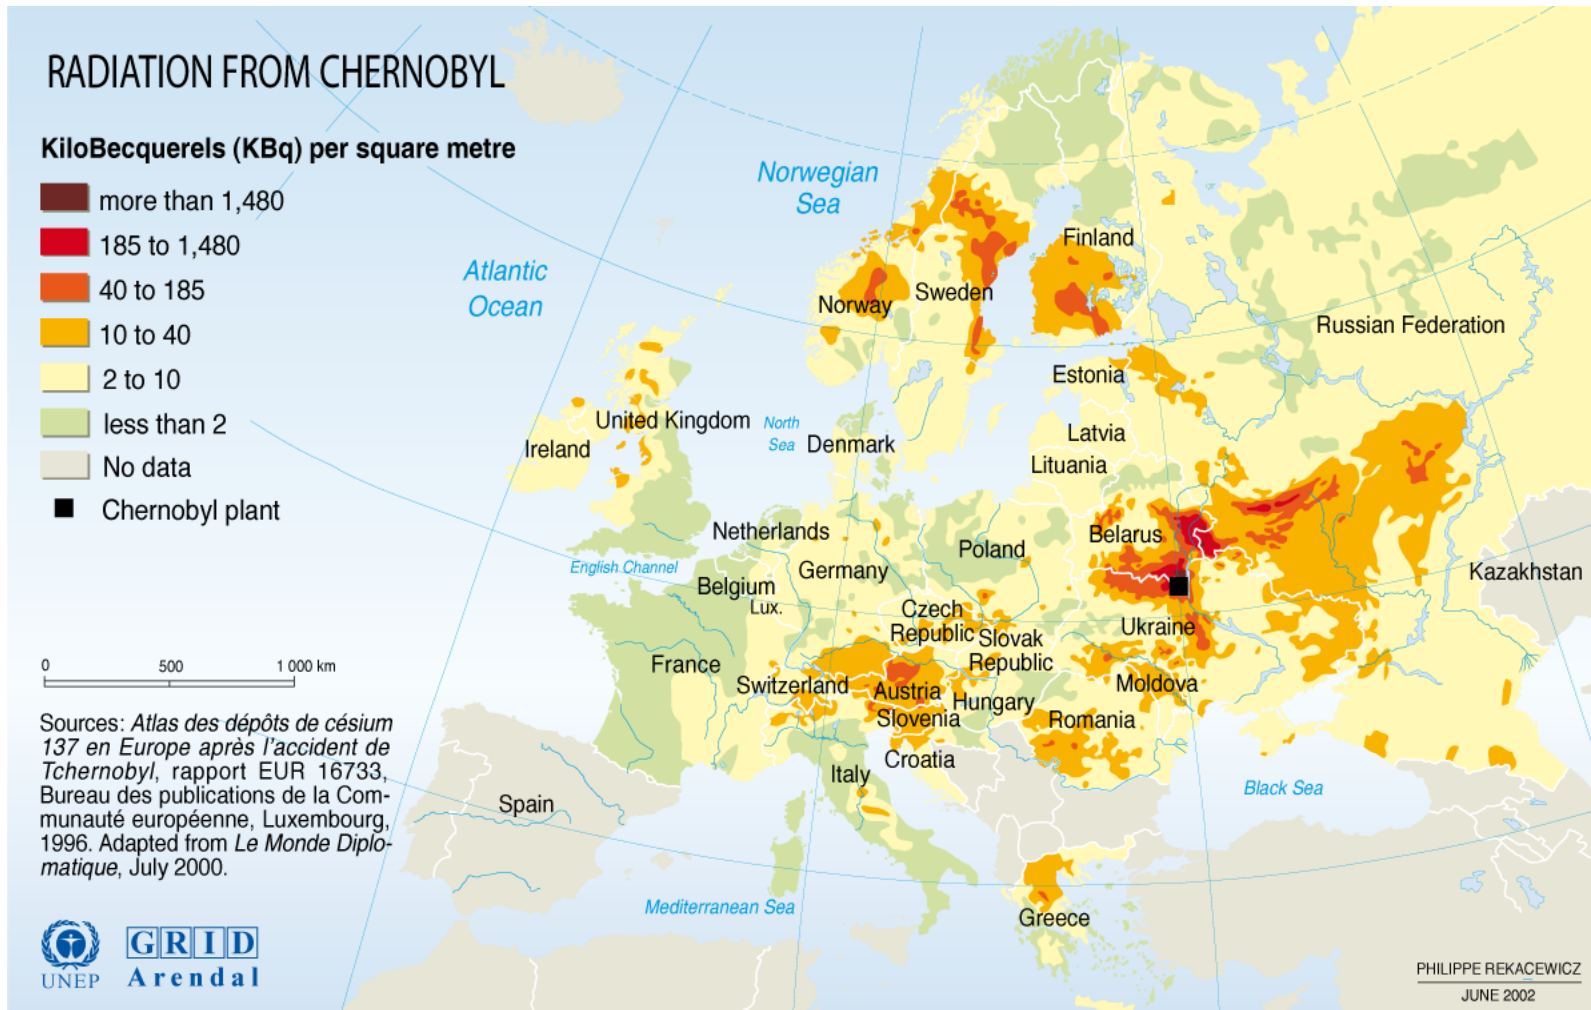 RADIATION FROM CHERNOBYL
KiloBecquerels (KBq) per square metre
more than 1,480
185 to 1,480
40 to 185
10 to 40
2 to 10
less than 2
No data
Chernobyl plant
0 500 1 000 km
Sources: Atlas des dépôts de césium
137 en Europe après l'accident de
Tchernobyl, rapport EUR 16733,
Bureau des publications de la Com-
munauté européenne, Luxembourg,
1996. Adapted from Le Monde Diplo-
matique, July 2000.
UNEP
GRID
Arendal
Norwegian
Sea
Atlantic
Ocean
Finland
Sweden
Norway
Russian Federation
Estonia
United Kingdom
North
Sea
Denmark
Ireland
Latvia
Lituania
Netherlands
Belarus
Poland
English Channel
Germany
Kazakhstan
Belgium
Lux.
Czech
Republic
Slovak
Republic
Ukraine
France
Switzerland
Austria
Moldova
Hungary
Slovenia
Romania
Croatia
Italy
Spain
Black Sea
Mediterranean Sea
Greece
PHILIPPE REKACEWICZ
JUNE 2002